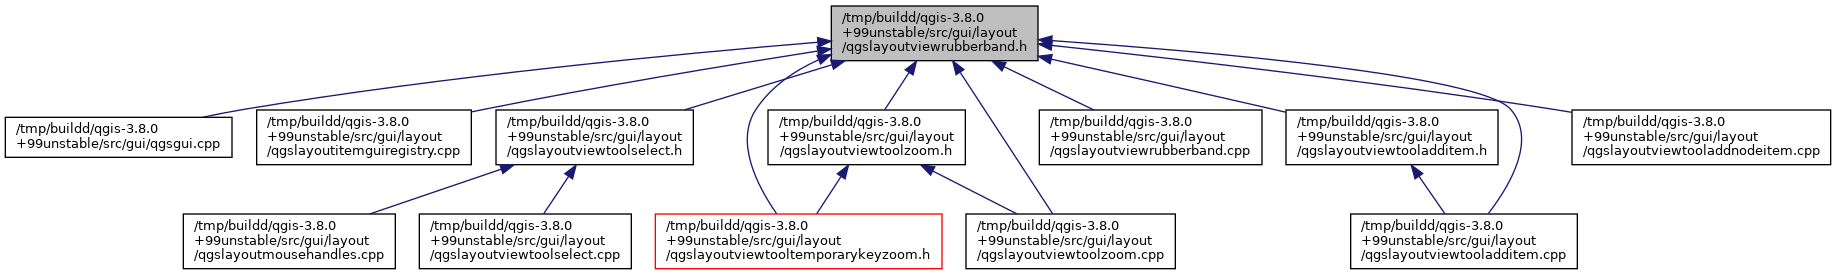 /tmp/buildd/qgis-3.8.0
+99unstable/src/gui/layout
/qgslayoutviewrubberband.h
/tmp/buildd/qgis-3.8.0
+99unstable/src/gui/qgsgui.cpp
/tmp/buildd/qgis-3.8.0
+99unstable/src/gui/layout
/qgslayoutitemguiregistry.cpp
/tmp/buildd/qgis-3.8.0
+99unstable/src/gui/layout
/qgslayoutviewtoolselect.h
/tmp/buildd/qgis-3.8.0
+99unstable/src/gui/layout
/qgslayoutviewtoolzoom.h
/tmp/buildd/qgis-3.8.0
+99unstable/src/gui/layout
/qgslayoutviewrubberband.cpp
/tmp/buildd/qgis-3.8.0
+99unstable/src/gui/layout
/qgslayoutviewtooladditem.h
/tmp/buildd/qgis-3.8.0
+99unstable/src/gui/layout
/qgslayoutviewtooladdnodeitem.cpp
/tmp/buildd/qgis-3.8.0
+99unstable/src/gui/layout
/qgslayoutmousehandles.cpp
/tmp/buildd/qgis-3.8.0
+99unstable/src/gui/layout
/qgslayoutviewtoolselect.cpp
/tmp/buildd/qgis-3.8.0
+99unstable/src/gui/layout
/qgslayoutviewtooltemporarykeyzoom.h
/tmp/buildd/qgis-3.8.0
+99unstable/src/gui/layout
/qgslayoutviewtoolzoom.cpp
/tmp/buildd/qgis-3.8.0
+99unstable/src/gui/layout
/qgslayoutviewtooladditem.cpp